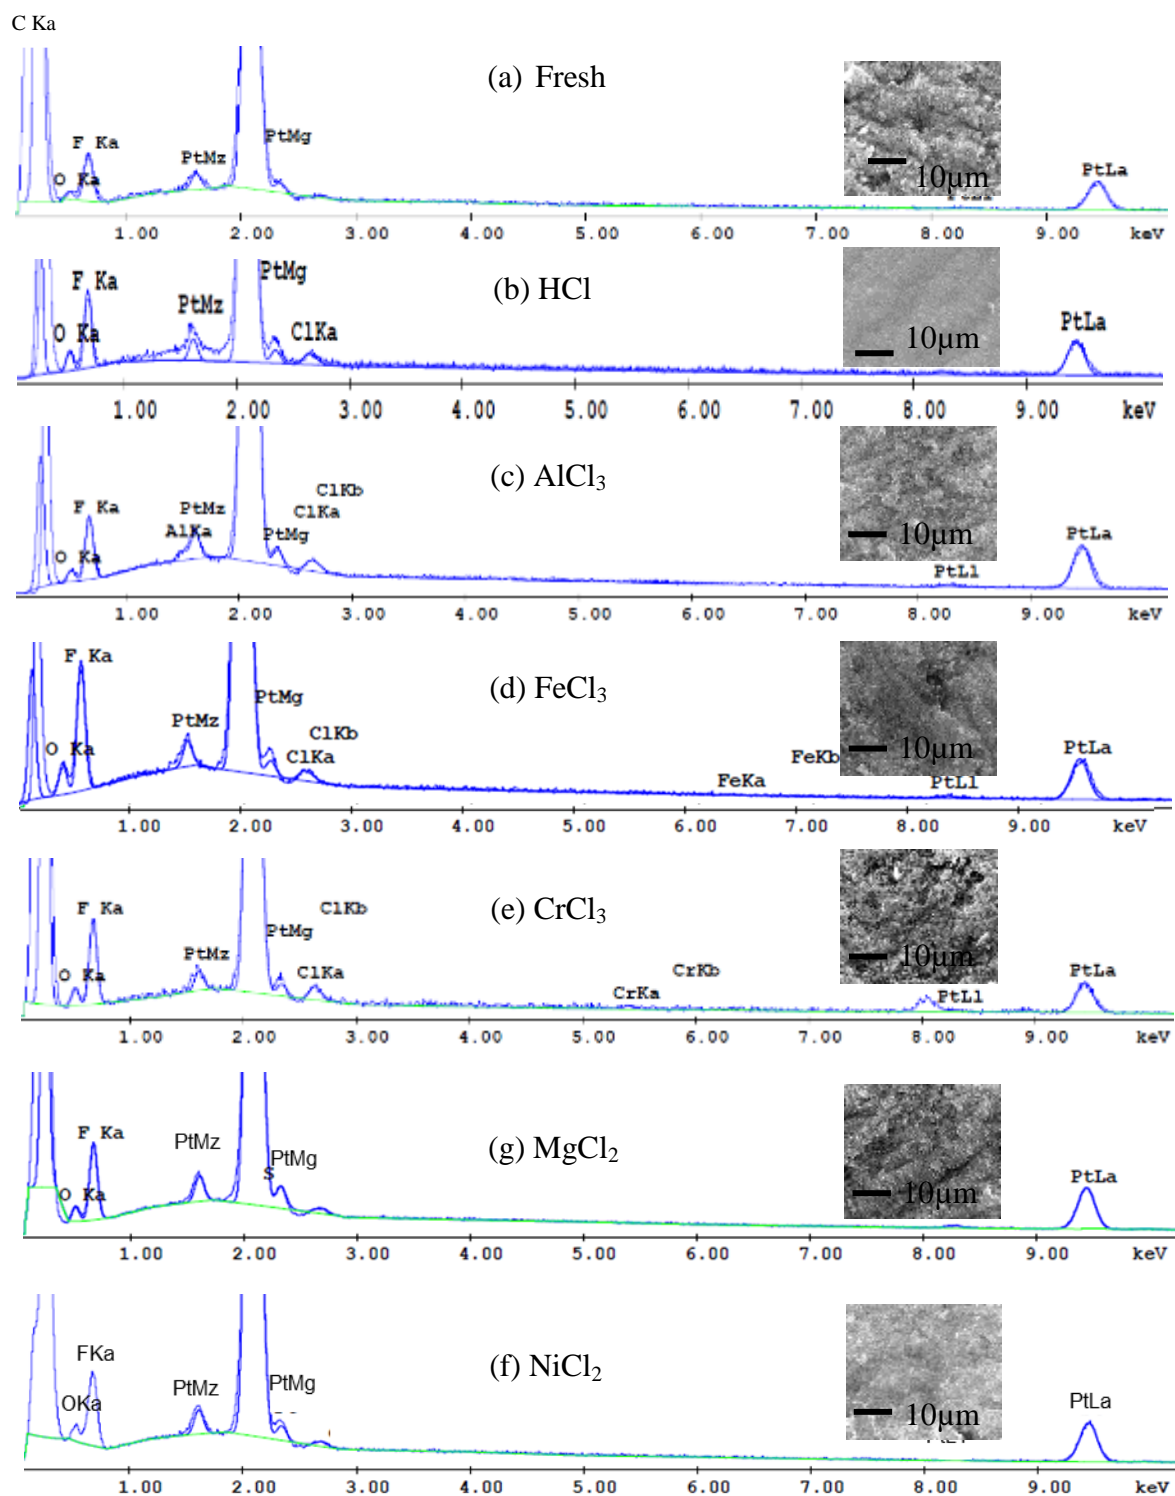 C Ka
(a) Fresh
F Ka
O Ka
PtMz
PtMg
10μm
PtLa
1.00 2.00 3.00 4.00 5.00 6.00 7.00 8.00 9.00 keV
(b) HCl
F Ka
O Ka
PtMz
PtMg
ClKa
10μm
PtLa
1.00 2.00 3.00 4.00 5.00 6.00 7.00 8.00 9.00 keV
(c) AlCl₃
F Ka
O Ka
PtMz
AlKa
PtMg
ClKb
ClKa
10μm
PtLl
PtLa
1.00 2.00 3.00 4.00 5.00 6.00 7.00 8.00 9.00 keV
(d) FeCl₃
F Ka
O Ka
PtMz
PtMg
ClKb
ClKa
FeKa
FeKb
10μm
PtLl
PtLa
1.00 2.00 3.00 4.00 5.00 6.00 7.00 8.00 9.00 keV
(e) CrCl₃
F Ka
O Ka
PtMz
PtMg
ClKb
ClKa
CrKa
CrKb
10μm
PtLl
PtLa
1.00 2.00 3.00 4.00 5.00 6.00 7.00 8.00 9.00 keV
(g) MgCl₂
F Ka
O Ka
PtMz
PtMg
S
10μm
PtLa
1.00 2.00 3.00 4.00 5.00 6.00 7.00 8.00 9.00 keV
(f) NiCl₂
FKa
OKa
PtMz
PtMg
10μm
PtLa
1.00 2.00 3.00 4.00 5.00 6.00 7.00 8.00 9.00 keV